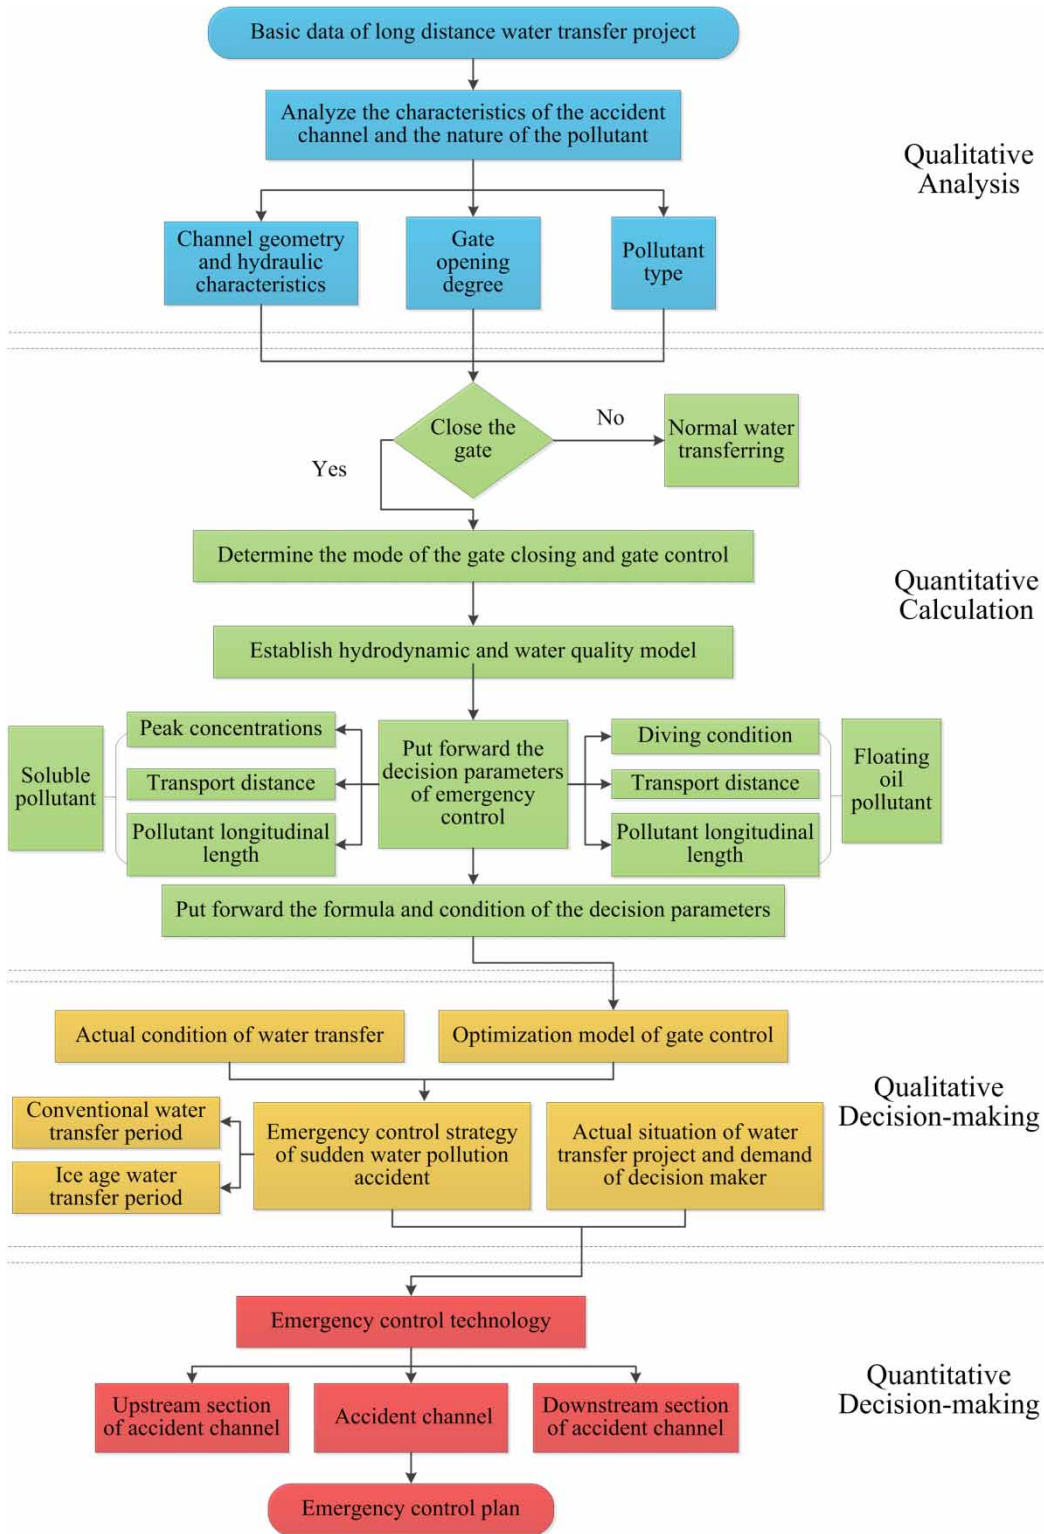 Basic data of long distance water transfer project
Analyze the characteristics of the accident
channel and the nature of the pollutant
Qualitative
Analysis
Channel geometry
and hydraulic
characteristics
Gate
opening
degree
Pollutant
type
Close the
gate
No
Normal water
transferring
Yes
Determine the mode of the gate closing and gate control
Quantitative
Calculation
Establish hydrodynamic and water quality model
Soluble
pollutant
Peak concentrations
Transport distance
Pollutant longitudinal
length
Put forward the
decision parameters
of emergency
control
Diving condition
Transport distance
Pollutant longitudinal
length
Floating
oil
pollutant
Put forward the formula and condition of the decision parameters
Actual condition of water transfer
Optimization model of gate control
Qualitative
Decision-making
Conventional water
transfer period
Ice age water
transfer period
Emergency control strategy
of sudden water pollution
accident
Actual situation of water
transfer project and demand
of decision maker
Emergency control technology
Quantitative
Decision-making
Upstream section
of accident channel
Accident channel
Downstream section
of accident channel
Emergency control plan